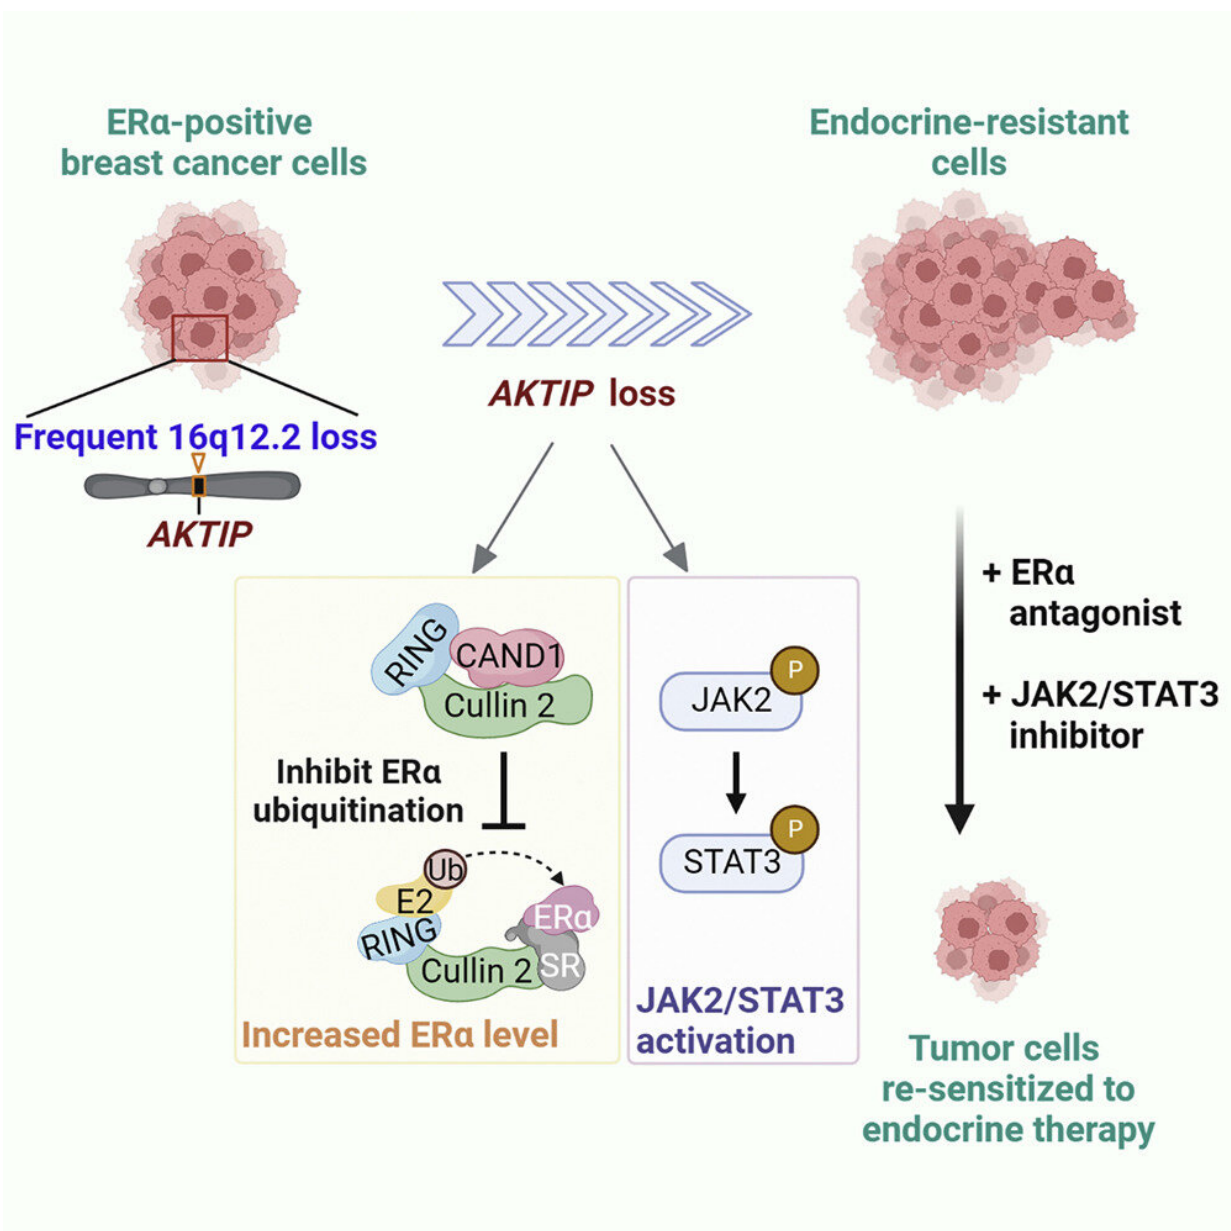 ERα-positive
breast cancer cells
Endocrine-resistant
cells
AKTIP loss
Frequent 16q12.2 loss
AKTIP
RING
CAND1
Cullin 2
Inhibit ERα
ubiquitination
Ub
E2
RING
ERα
Cullin 2
SR
Increased ERα level
P
JAK2
P
STAT3
JAK2/STAT3
activation
+ ERα
antagonist
+ JAK2/STAT3
inhibitor
Tumor cells
re-sensitized to
endocrine therapy